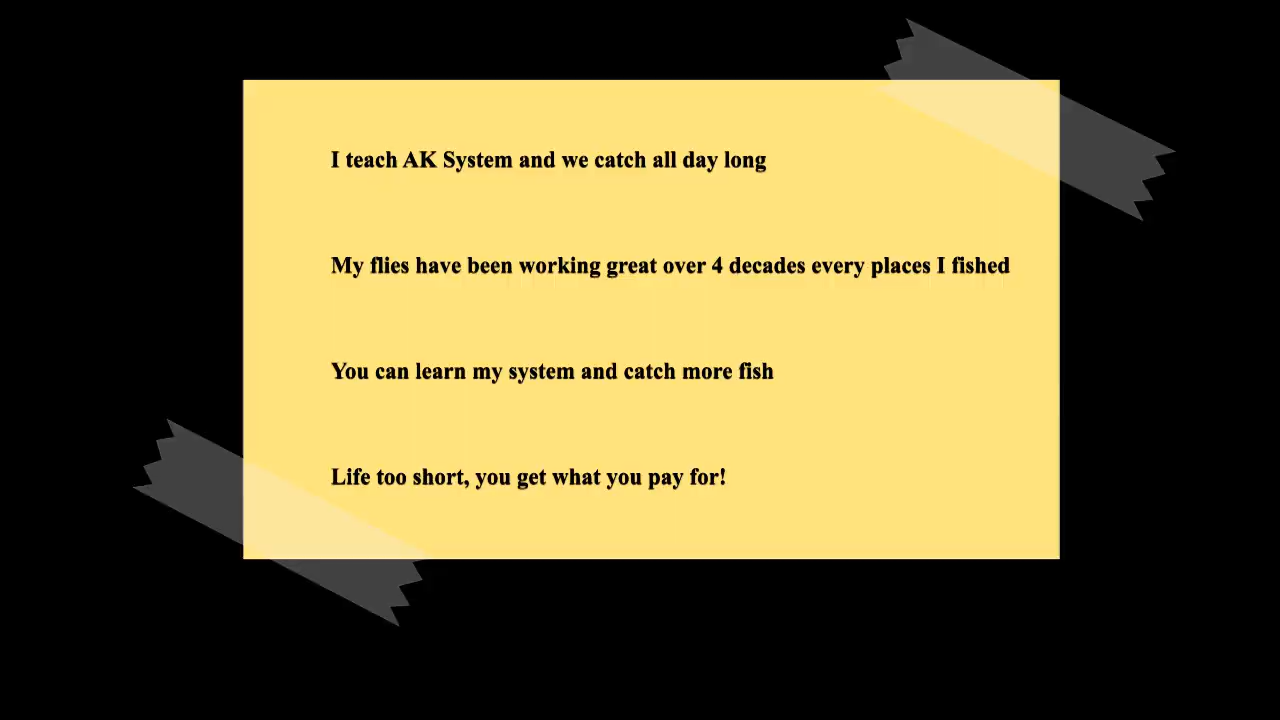 I teach AK System and we catch all day long
My flies have been working great over 4 decades every places I fished
You can learn my system and catch more fish
Life too short, you get what you pay for!